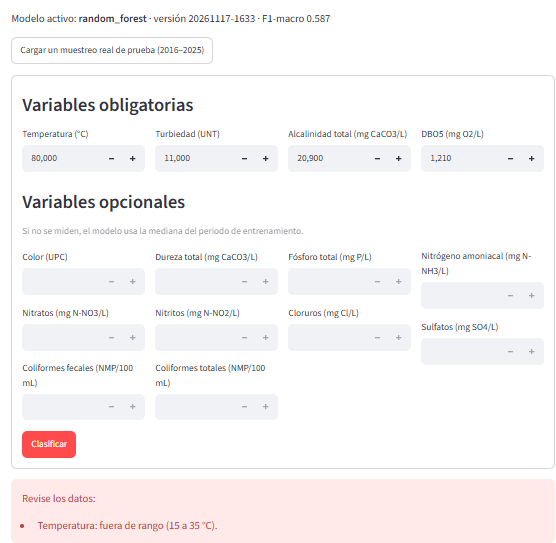 Modelo activo: random_forest · versión 20261117-1633 · F1-macro 0.587
Cargar un muestreo real de prueba (2016–2025)
Variables obligatorias
Temperatura (°C)
Turbiedad (UNT)
Alcalinidad total (mg CaCO3/L)
DBO5 (mg O2/L)
80,000
11,000
20,900
1,210
Variables opcionales
Si no se miden, el modelo usa la mediana del periodo de entrenamiento.
Color (UPC)
Dureza total (mg CaCO3/L)
Fósforo total (mg P/L)
Nitrógeno amoniacal (mg N-
NH3/L)
Nitratos (mg N-NO3/L)
Nitritos (mg N-NO2/L)
Cloruros (mg Cl/L)
Sulfatos (mg SO4/L)
Coliformes fecales (NMP/100
mL)
Coliformes totales (NMP/100
mL)
Clasificar
Revise los datos:
• Temperatura: fuera de rango (15 a 35 °C).